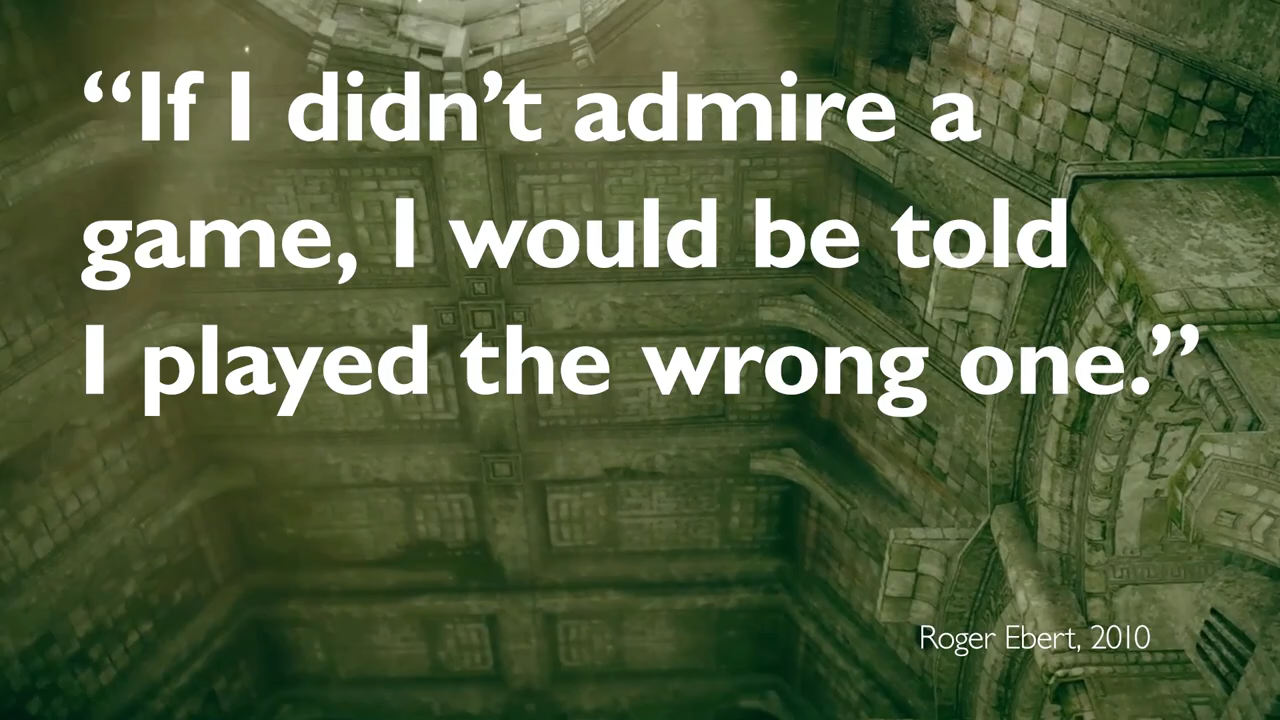 “If I didn’t admire a
game, I would be told
I played the wrong one.”
Roger Ebert, 2010